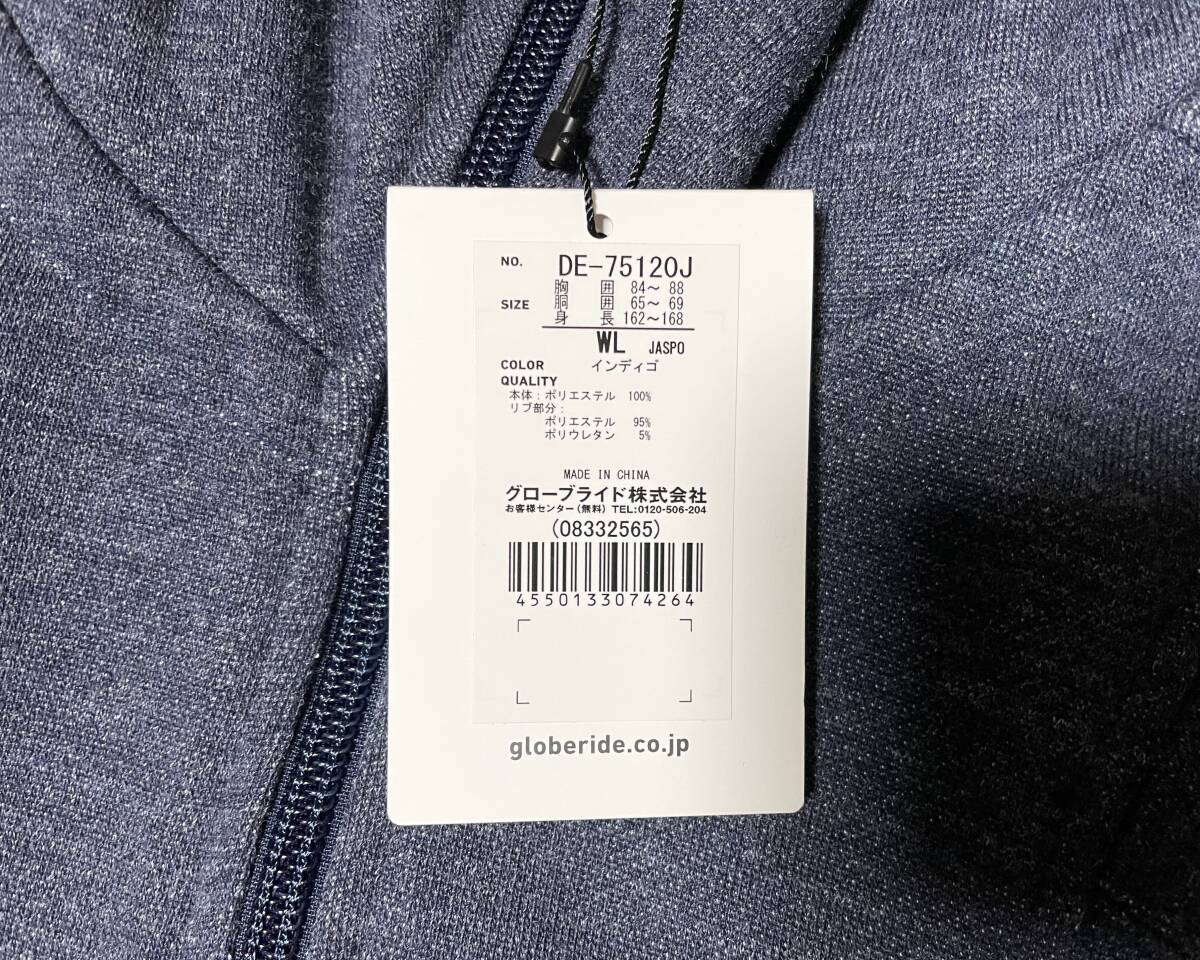 NO. DE-75120J
胸 囲 84～ 88
SIZE 胴 囲 65～ 69
身 長 162～168
WL JASPO
COLOR インディゴ
QUALITY
本体：ポリエステル 100%
リブ部分：
ポリエステル 95%
ポリウレタン 5%
MADE IN CHINA
グローブライド株式会社
お客様センター(無料) TEL:0120-506-204
(08332565)
4550133074264
globeride.co.jp